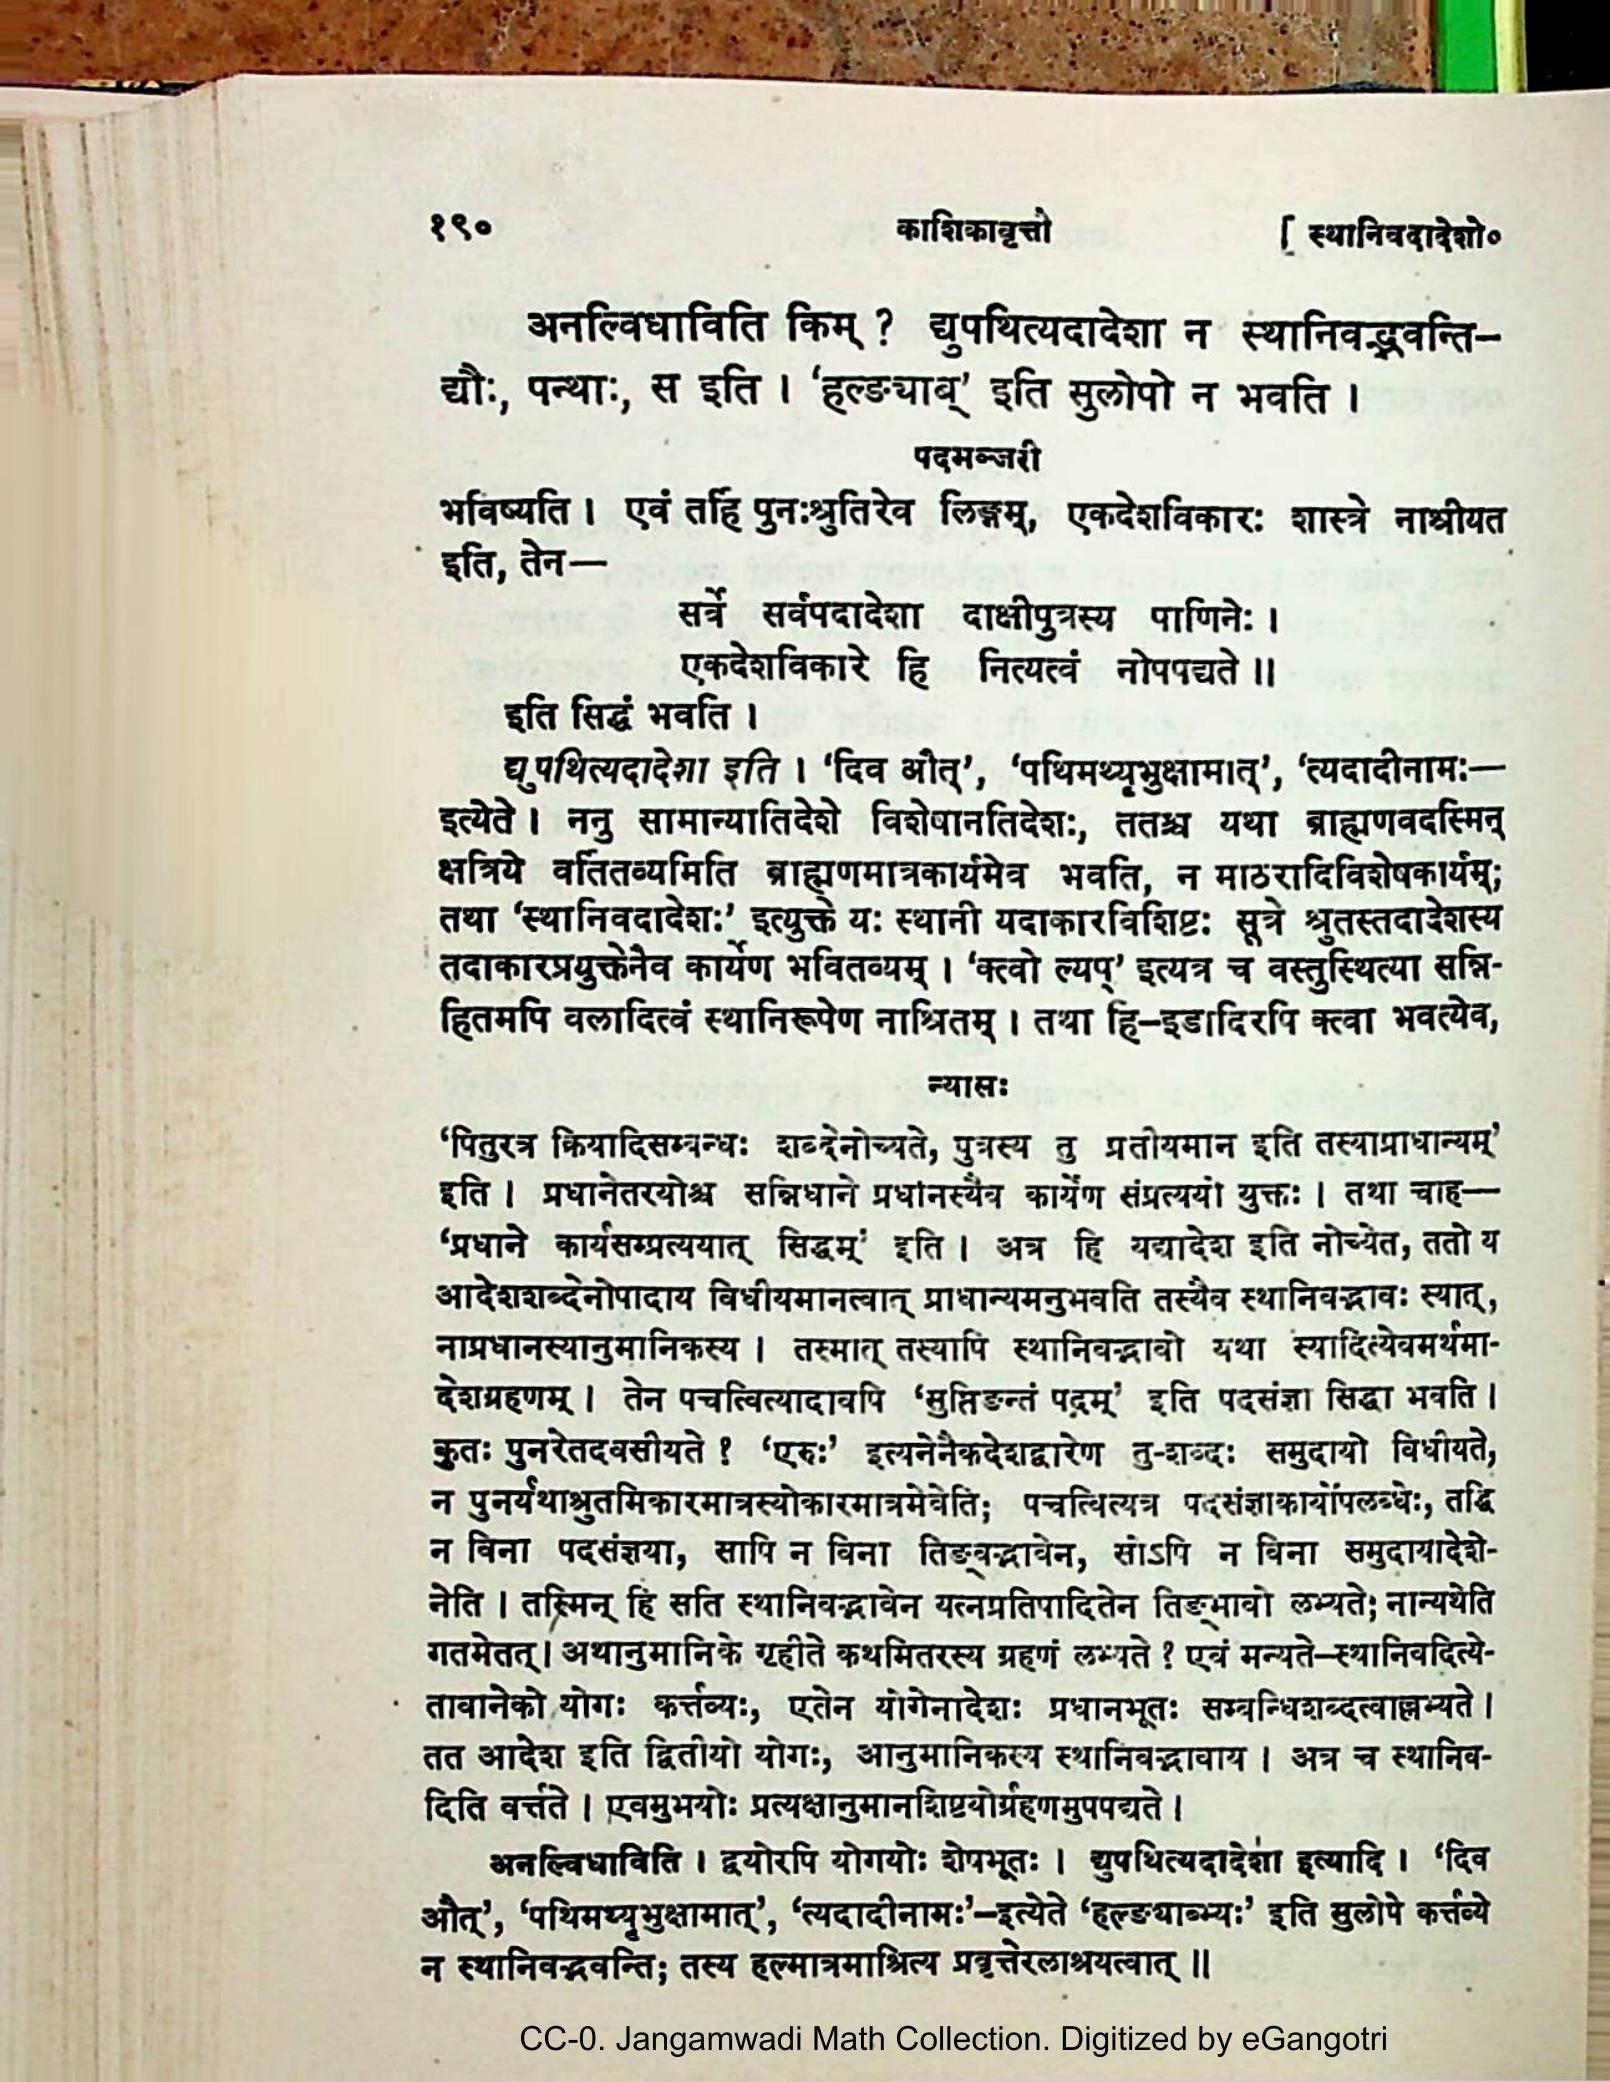 १९०
काशिकावृत्तौ
[ स्थानिवदादेशो०
अनल्विधाविति किम् ? द्युपथित्यदादेशा न स्थानिवद्भवन्ति–
द्यौः, पन्थाः, स इति । ‘हल्ङ्याब्’ इति सुलोपो न भवति ।
पदमञ्जरी
भविष्यति । एवं तर्हि पुनःश्रुतिरेव लिङ्गम्, एकदेशविकारः शास्त्रे नाश्रीयत
इति, तेन—
सर्त्रे सर्वपदादेशा दाक्षीपुत्रस्य पाणिनेः ।
एकदेशविकारे हि नित्यत्वं नोपपद्यते ॥
इति सिद्धं भवति ।
द्युपथित्यदादेशा इति । ‘दिव औत्’, ‘पथिमथ्यृभुक्षामात्’, ‘त्यदादीनामः—
इत्येते । ननु सामान्यातिदेशे विशेषानतिदेशः, ततश्च यथा ब्राह्मणवदस्मिन्
क्षत्रिये वर्तितव्यमिति ब्राह्मणमात्रकार्यमेव भवति, न माठरादिविशेषकार्यम्;
तथा ‘स्थानिवदादेशः’ इत्युक्ते यः स्थानी यदाकारविशिष्टः सूत्रे श्रुतस्तदादेशस्य
तदाकारप्रयुक्तेनैव कार्येण भवितव्यम् । ‘क्त्वो ल्यप्’ इत्यत्र च वस्तुस्थित्या सन्नि-
हितमपि वलादित्वं स्थानिरूपेण नाश्रितम् । तथा हि–इडादिरपि क्त्वा भवत्येव,
न्यासः
‘पितुरत्र क्रियादिसम्बन्धः शब्देनोच्यते, पुत्रस्य तु प्रतीयमान इति तस्याप्राधान्यम्’
इति । प्रधानेतरयोश्च सन्निधाने प्रधानस्यैव कार्येण संप्रत्ययो युक्तः । तथा चाह—
‘प्रधाने कार्यसम्प्रत्ययात् सिद्धम्’ इति । अत्र हि यद्यादेश इति नोच्येत, ततो य
आदेशशब्देनोपादाय विधीयमानत्वात् प्राधान्यमनुभवति तस्यैव स्थानिवद्भावः स्यात्,
नाप्रधानस्यानुमानिकस्य । तस्मात् तस्यापि स्थानिवद्भावो यथा स्यादित्येवमर्थमा-
देशग्रहणम् । तेन पचत्वित्यादावपि ‘सुप्तिङन्तं पदम्’ इति पदसंज्ञा सिद्धा भवति ।
कुतः पुनरेतदवसीयते ? ‘एरुः’ इत्यनेनैकदेशद्वारेण तु-शब्दः समुदायो विधीयते,
न पुनर्यथाश्रुतमिकारमात्रस्योकारमात्रमेवेति; पचत्वित्यत्र पदसंज्ञाकार्योपलब्धेः, तद्धि
न विना पदसंज्ञया, सापि न विना तिङ्वद्भावेन, सोऽपि न विना समुदायादेशे-
नेति । तस्मिन् हि सति स्थानिवद्भावेन यत्नप्रतिपादितेन तिङ्भावो लभ्यते; नान्यथेति
गतमेतत्। अथानुमानिके गृहीते कथमितरस्य ग्रहणं लभ्यते ? एवं मन्यते–स्थानिवदित्ये-
तावानेको योगः कर्त्तव्यः, एतेन योगेनादेशः प्रधानभूतः सम्बन्धिशब्दत्वाल्लभ्यते ।
तत आदेश इति द्वितीयो योगः, आनुमानिकस्य स्थानिवद्भावाय । अत्र च स्थानिव-
दिति वर्त्तते । एवमुभयोः प्रत्यक्षानुमानशिष्टयोर्ग्रहणमुपपद्यते ।
अनल्विधाविति । द्वयोरपि योगयोः शेषभूतः । द्युपथित्यदादेशा इत्यादि । ‘दिव
औत्’, ‘पथिमथ्यृभुक्षामात्’, ‘त्यदादीनामः’–इत्येते ‘हल्ङ्याब्भ्यः’ इति सुलोपे कर्त्तव्ये
न स्थानिवद्भवन्ति; तस्य हल्मात्रमाश्रित्य प्रवृत्तेरलाश्रयत्वात् ॥
CC-0. Jangamwadi Math Collection. Digitized by eGangotri